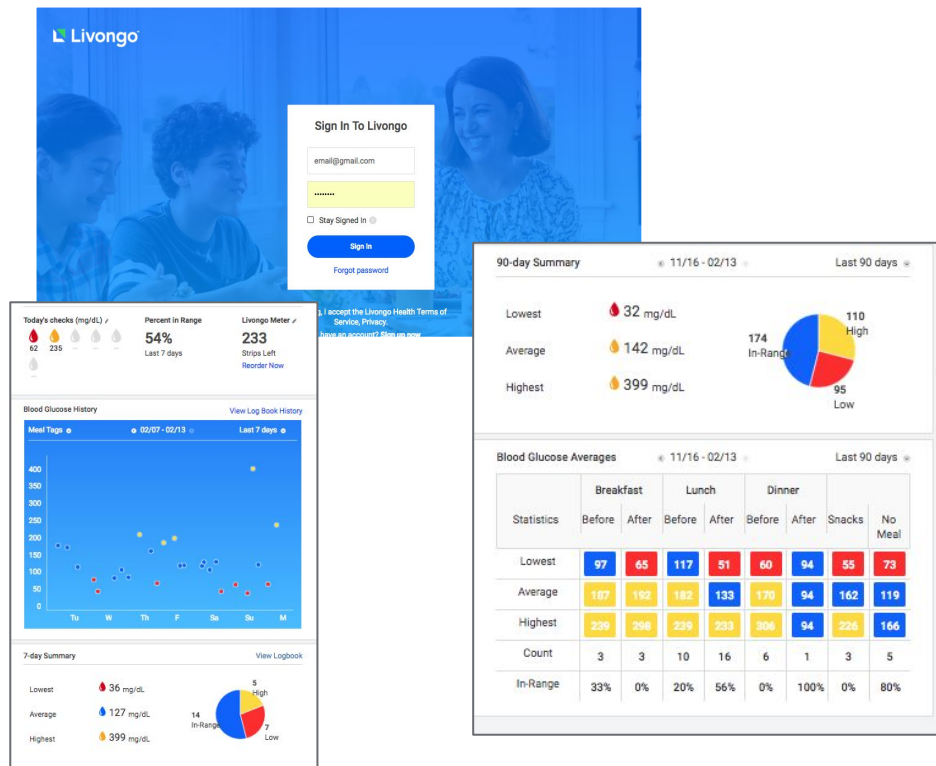 Livongo
Sign In To Livongo
email@gmail.com
Stay Signed In
Sign In
Forgot password
, I accept the Livongo Health Terms of
Service, Privacy.
have an account? Sign up now
Today's checks (mg/dL)
Percent in Range
Livongo Meter
62 235
54%
233
Last 7 days
Strips Left
Reorder Now
Blood Glucose History
View Log Book History
Meal Tags
02/07 - 02/13
Last 7 days
400
350
300
250
200
150
100
50
0
Tu W Th F Sa Su M
7-day Summary
View Logbook
Lowest 36 mg/dL
Average 127 mg/dL
Highest 399 mg/dL
5
High
14
In-Range
7
Low
90-day Summary
11/16 - 02/13
Last 90 days
Lowest 32 mg/dL
Average 142 mg/dL
Highest 399 mg/dL
110
High
174
In-Range
95
Low
Blood Glucose Averages
11/16 - 02/13
Last 90 days
Breakfast Lunch Dinner
Statistics Before After Before After Before After Snacks No
Meal
Lowest 97 65 117 51 60 94 55 73
Average 187 192 182 133 170 94 162 119
Highest 239 298 239 233 306 94 226 166
Count 3 3 10 16 6 1 3 5
In-Range 33% 0% 20% 56% 0% 100% 0% 80%